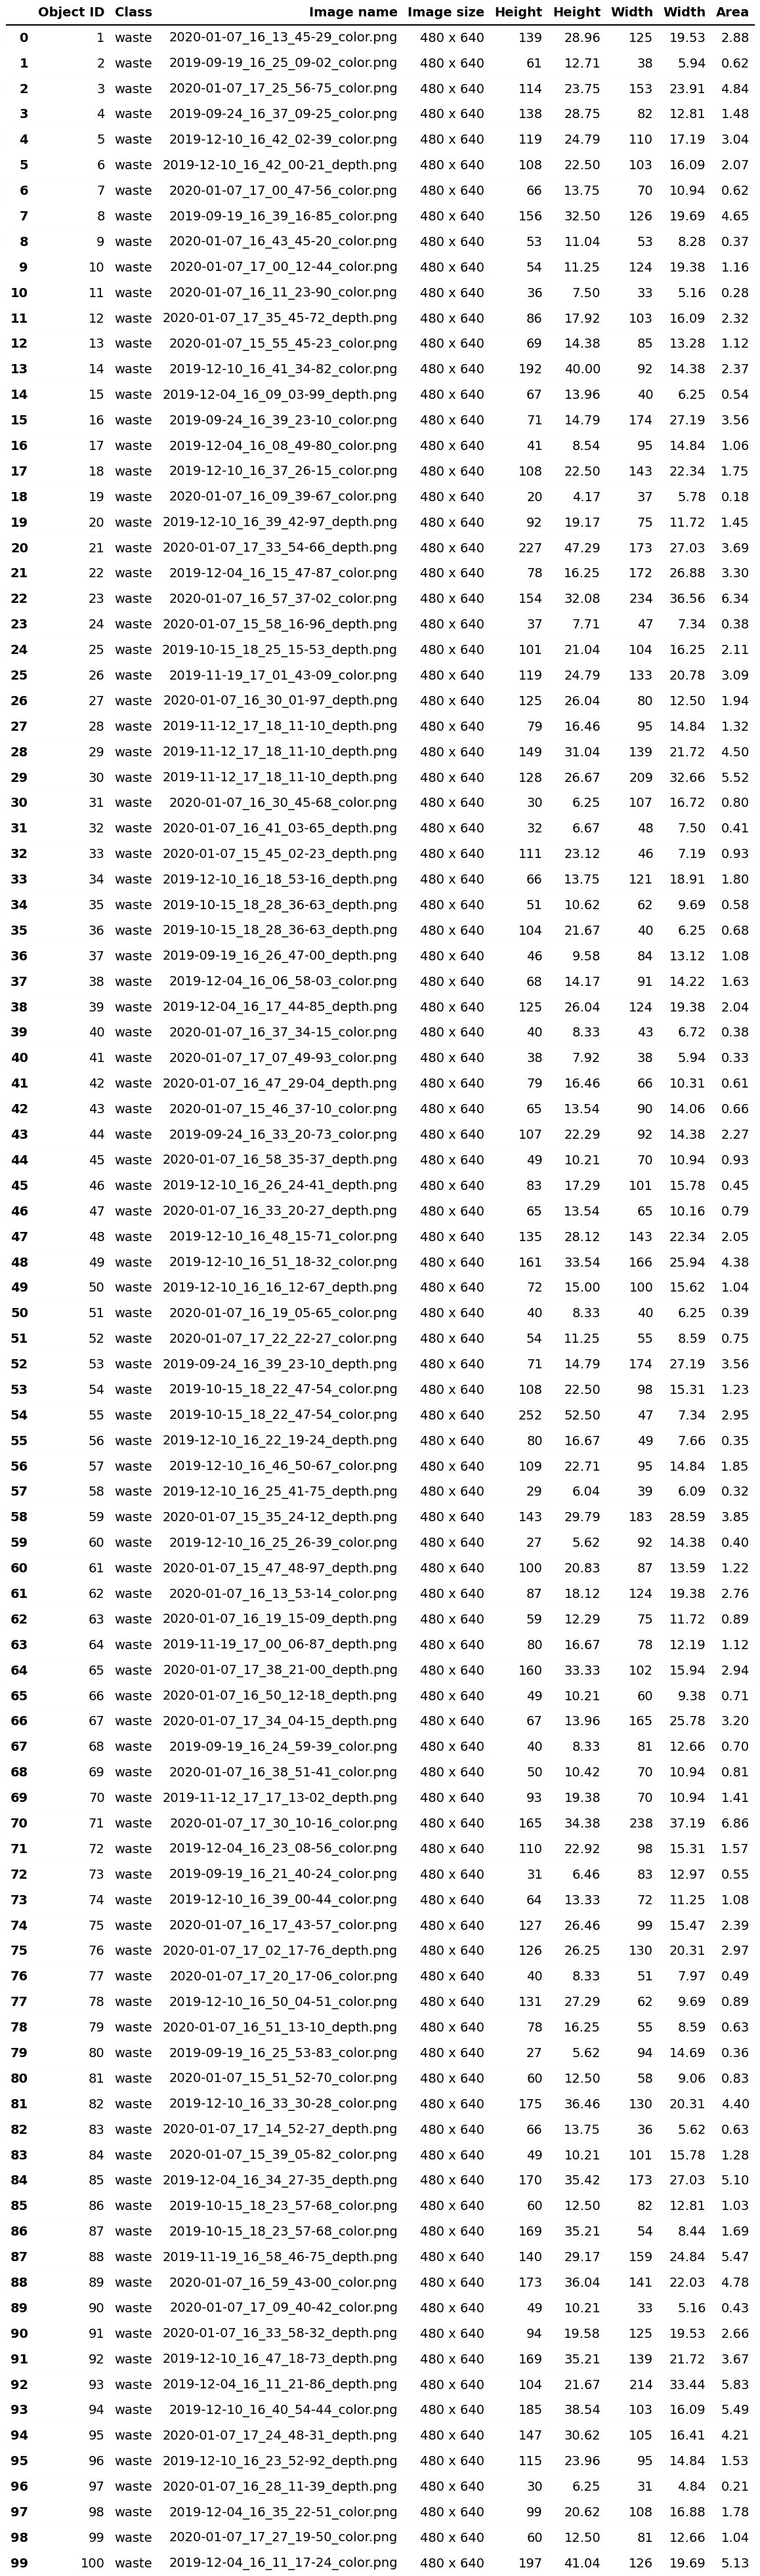 Object ID Class Image name Image size Height Height Width Width Area
0 1 waste 2020-01-07_16_13_45-29_color.png 480 x 640 139 28.96 125 19.53 2.88
1 2 waste 2019-09-19_16_25_09-02_color.png 480 x 640 61 12.71 38 5.94 0.62
2 3 waste 2020-01-07_17_25_56-75_color.png 480 x 640 114 23.75 153 23.91 4.84
3 4 waste 2019-09-24_16_37_09-25_color.png 480 x 640 138 28.75 82 12.81 1.48
4 5 waste 2019-12-10_16_42_02-39_color.png 480 x 640 119 24.79 110 17.19 3.04
5 6 waste 2019-12-10_16_42_00-21_depth.png 480 x 640 108 22.50 103 16.09 2.07
6 7 waste 2020-01-07_17_00_47-56_color.png 480 x 640 66 13.75 70 10.94 0.62
7 8 waste 2019-09-19_16_39_16-85_color.png 480 x 640 156 32.50 126 19.69 4.65
8 9 waste 2020-01-07_16_43_45-20_color.png 480 x 640 53 11.04 53 8.28 0.37
9 10 waste 2020-01-07_17_00_12-44_color.png 480 x 640 54 11.25 124 19.38 1.16
10 11 waste 2020-01-07_16_11_23-90_color.png 480 x 640 36 7.50 33 5.16 0.28
11 12 waste 2020-01-07_17_35_45-72_depth.png 480 x 640 86 17.92 103 16.09 2.32
12 13 waste 2020-01-07_15_55_45-23_color.png 480 x 640 69 14.38 85 13.28 1.12
13 14 waste 2019-12-10_16_41_34-82_color.png 480 x 640 192 40.00 92 14.38 2.37
14 15 waste 2019-12-04_16_09_03-99_depth.png 480 x 640 67 13.96 40 6.25 0.54
15 16 waste 2019-09-24_16_39_23-10_color.png 480 x 640 71 14.79 174 27.19 3.56
16 17 waste 2019-12-04_16_08_49-80_color.png 480 x 640 41 8.54 95 14.84 1.06
17 18 waste 2019-12-10_16_37_26-15_color.png 480 x 640 108 22.50 143 22.34 1.75
18 19 waste 2020-01-07_16_09_39-67_color.png 480 x 640 20 4.17 37 5.78 0.18
19 20 waste 2019-12-10_16_39_42-97_depth.png 480 x 640 92 19.17 75 11.72 1.45
20 21 waste 2020-01-07_17_33_54-66_depth.png 480 x 640 227 47.29 173 27.03 3.69
21 22 waste 2019-12-04_16_15_47-87_color.png 480 x 640 78 16.25 172 26.88 3.30
22 23 waste 2020-01-07_16_57_37-02_color.png 480 x 640 154 32.08 234 36.56 6.34
23 24 waste 2020-01-07_15_58_16-96_depth.png 480 x 640 37 7.71 47 7.34 0.38
24 25 waste 2019-10-15_18_25_15-53_depth.png 480 x 640 101 21.04 104 16.25 2.11
25 26 waste 2019-11-19_17_01_43-09_color.png 480 x 640 119 24.79 133 20.78 3.09
26 27 waste 2020-01-07_16_30_01-97_depth.png 480 x 640 125 26.04 80 12.50 1.94
27 28 waste 2019-11-12_17_18_11-10_depth.png 480 x 640 79 16.46 95 14.84 1.32
28 29 waste 2019-11-12_17_18_11-10_depth.png 480 x 640 149 31.04 139 21.72 4.50
29 30 waste 2019-11-12_17_18_11-10_depth.png 480 x 640 128 26.67 209 32.66 5.52
30 31 waste 2020-01-07_16_30_45-68_color.png 480 x 640 30 6.25 107 16.72 0.80
31 32 waste 2020-01-07_16_41_03-65_depth.png 480 x 640 32 6.67 48 7.50 0.41
32 33 waste 2020-01-07_15_45_02-23_depth.png 480 x 640 111 23.12 46 7.19 0.93
33 34 waste 2019-12-10_16_18_53-16_depth.png 480 x 640 66 13.75 121 18.91 1.80
34 35 waste 2019-10-15_18_28_36-63_depth.png 480 x 640 51 10.62 62 9.69 0.58
35 36 waste 2019-10-15_18_28_36-63_depth.png 480 x 640 104 21.67 40 6.25 0.68
36 37 waste 2019-09-19_16_26_47-00_depth.png 480 x 640 46 9.58 84 13.12 1.08
37 38 waste 2019-12-04_16_06_58-03_color.png 480 x 640 68 14.17 91 14.22 1.63
38 39 waste 2019-12-04_16_17_44-85_depth.png 480 x 640 125 26.04 124 19.38 2.04
39 40 waste 2020-01-07_16_37_34-15_color.png 480 x 640 40 8.33 43 6.72 0.38
40 41 waste 2020-01-07_17_07_49-93_color.png 480 x 640 38 7.92 38 5.94 0.33
41 42 waste 2020-01-07_16_47_29-04_depth.png 480 x 640 79 16.46 66 10.31 0.61
42 43 waste 2020-01-07_15_46_37-10_color.png 480 x 640 65 13.54 90 14.06 0.66
43 44 waste 2019-09-24_16_33_20-73_color.png 480 x 640 107 22.29 92 14.38 2.27
44 45 waste 2020-01-07_16_58_35-37_depth.png 480 x 640 49 10.21 70 10.94 0.93
45 46 waste 2019-12-10_16_26_24-41_depth.png 480 x 640 83 17.29 101 15.78 0.45
46 47 waste 2020-01-07_16_33_20-27_depth.png 480 x 640 65 13.54 65 10.16 0.79
47 48 waste 2019-12-10_16_48_15-71_color.png 480 x 640 135 28.12 143 22.34 2.05
48 49 waste 2019-12-10_16_51_18-32_color.png 480 x 640 161 33.54 166 25.94 4.38
49 50 waste 2019-12-10_16_16_12-67_depth.png 480 x 640 72 15.00 100 15.62 1.04
50 51 waste 2020-01-07_16_19_05-65_color.png 480 x 640 40 8.33 40 6.25 0.39
51 52 waste 2020-01-07_17_22_22-27_color.png 480 x 640 54 11.25 55 8.59 0.75
52 53 waste 2019-09-24_16_39_23-10_depth.png 480 x 640 71 14.79 174 27.19 3.56
53 54 waste 2019-10-15_18_22_47-54_color.png 480 x 640 108 22.50 98 15.31 1.23
54 55 waste 2019-10-15_18_22_47-54_color.png 480 x 640 252 52.50 47 7.34 2.95
55 56 waste 2019-12-10_16_22_19-24_depth.png 480 x 640 80 16.67 49 7.66 0.35
56 57 waste 2019-12-10_16_46_50-67_color.png 480 x 640 109 22.71 95 14.84 1.85
57 58 waste 2019-12-10_16_25_41-75_depth.png 480 x 640 29 6.04 39 6.09 0.32
58 59 waste 2020-01-07_15_35_24-12_depth.png 480 x 640 143 29.79 183 28.59 3.85
59 60 waste 2019-12-10_16_25_26-39_color.png 480 x 640 27 5.62 92 14.38 0.40
60 61 waste 2020-01-07_15_47_48-97_depth.png 480 x 640 100 20.83 87 13.59 1.22
61 62 waste 2020-01-07_16_13_53-14_color.png 480 x 640 87 18.12 124 19.38 2.76
62 63 waste 2020-01-07_16_19_15-09_depth.png 480 x 640 59 12.29 75 11.72 0.89
63 64 waste 2019-11-19_17_00_06-87_depth.png 480 x 640 80 16.67 78 12.19 1.12
64 65 waste 2020-01-07_17_38_21-00_depth.png 480 x 640 160 33.33 102 15.94 2.94
65 66 waste 2020-01-07_16_50_12-18_depth.png 480 x 640 49 10.21 60 9.38 0.71
66 67 waste 2020-01-07_17_34_04-15_depth.png 480 x 640 67 13.96 165 25.78 3.20
67 68 waste 2019-09-19_16_24_59-39_color.png 480 x 640 40 8.33 81 12.66 0.70
68 69 waste 2020-01-07_16_38_51-41_color.png 480 x 640 50 10.42 70 10.94 0.81
69 70 waste 2019-11-12_17_17_13-02_depth.png 480 x 640 93 19.38 70 10.94 1.41
70 71 waste 2020-01-07_17_30_10-16_color.png 480 x 640 165 34.38 238 37.19 6.86
71 72 waste 2019-12-04_16_23_08-56_color.png 480 x 640 110 22.92 98 15.31 1.57
72 73 waste 2019-09-19_16_21_40-24_color.png 480 x 640 31 6.46 83 12.97 0.55
73 74 waste 2019-12-10_16_39_00-44_color.png 480 x 640 64 13.33 72 11.25 1.08
74 75 waste 2020-01-07_16_17_43-57_color.png 480 x 640 127 26.46 99 15.47 2.39
75 76 waste 2020-01-07_17_02_17-76_depth.png 480 x 640 126 26.25 130 20.31 2.97
76 77 waste 2020-01-07_17_20_17-06_color.png 480 x 640 40 8.33 51 7.97 0.49
77 78 waste 2019-12-10_16_50_04-51_color.png 480 x 640 131 27.29 62 9.69 0.89
78 79 waste 2020-01-07_16_51_13-10_depth.png 480 x 640 78 16.25 55 8.59 0.63
79 80 waste 2019-09-19_16_25_53-83_color.png 480 x 640 27 5.62 94 14.69 0.36
80 81 waste 2020-01-07_15_51_52-70_color.png 480 x 640 60 12.50 58 9.06 0.83
81 82 waste 2019-12-10_16_33_30-28_color.png 480 x 640 175 36.46 130 20.31 4.40
82 83 waste 2020-01-07_17_14_52-27_depth.png 480 x 640 66 13.75 36 5.62 0.63
83 84 waste 2020-01-07_15_39_05-82_color.png 480 x 640 49 10.21 101 15.78 1.28
84 85 waste 2019-12-04_16_34_27-35_depth.png 480 x 640 170 35.42 173 27.03 5.10
85 86 waste 2019-10-15_18_23_57-68_color.png 480 x 640 60 12.50 82 12.81 1.03
86 87 waste 2019-10-15_18_23_57-68_color.png 480 x 640 169 35.21 54 8.44 1.69
87 88 waste 2019-11-19_16_58_46-75_depth.png 480 x 640 140 29.17 159 24.84 5.47
88 89 waste 2020-01-07_16_59_43-00_color.png 480 x 640 173 36.04 141 22.03 4.78
89 90 waste 2020-01-07_17_09_40-42_color.png 480 x 640 49 10.21 33 5.16 0.43
90 91 waste 2020-01-07_16_33_58-32_depth.png 480 x 640 94 19.58 125 19.53 2.66
91 92 waste 2019-12-10_16_47_18-73_color.png 480 x 640 169 35.21 139 21.72 3.67
92 93 waste 2019-12-04_16_11_21-86_depth.png 480 x 640 104 21.67 214 33.44 5.83
93 94 waste 2019-12-10_16_40_54-44_color.png 480 x 640 185 38.54 103 16.09 5.49
94 95 waste 2020-01-07_17_24_48-31_depth.png 480 x 640 147 30.62 105 16.41 4.21
95 96 waste 2019-12-10_16_23_52-92_depth.png 480 x 640 115 23.96 95 14.84 1.53
96 97 waste 2020-01-07_16_28_11-39_depth.png 480 x 640 30 6.25 31 4.84 0.21
97 98 waste 2019-12-04_16_35_22-51_color.png 480 x 640 99 20.62 108 16.88 1.78
98 99 waste 2020-01-07_17_27_19-50_color.png 480 x 640 60 12.50 81 12.66 1.04
99 100 waste 2019-12-04_16_11_17-24_color.png 480 x 640 197 41.04 126 19.69 5.13